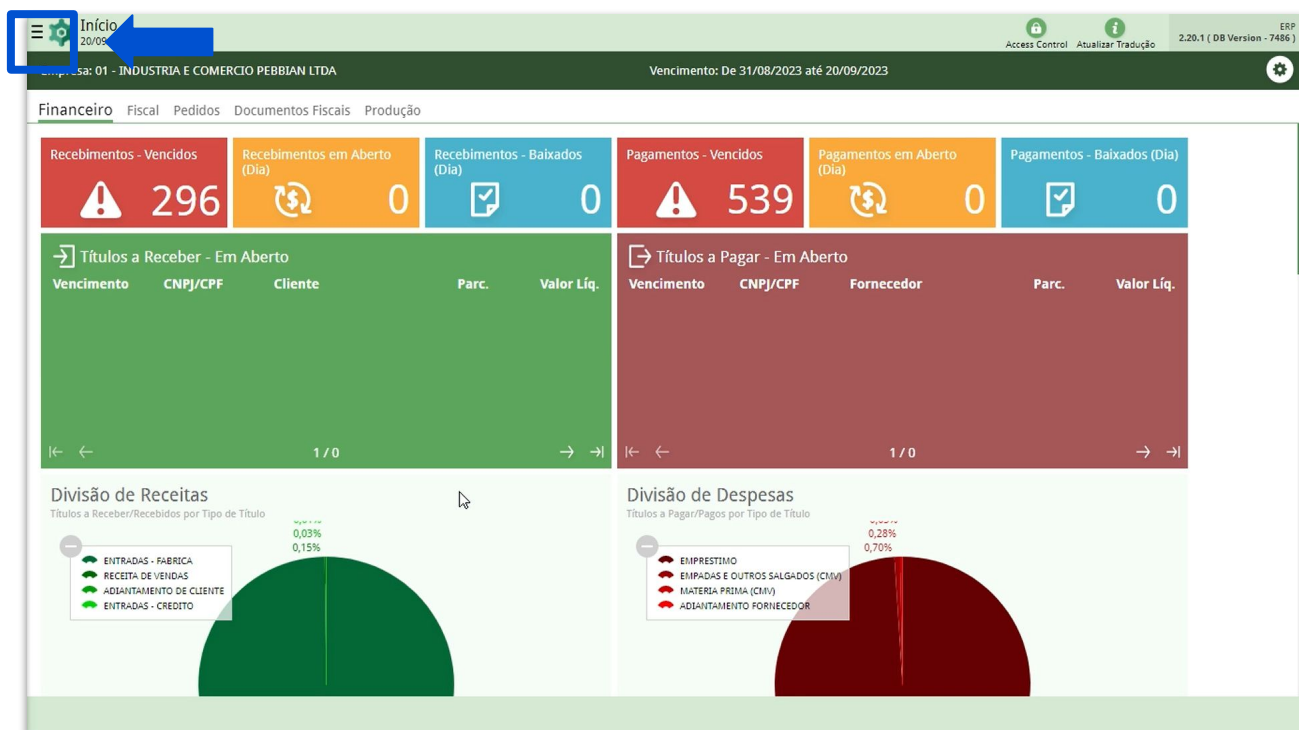 Início
20/09
Access Control
Atualizar Tradução
ERP
2.20.1 ( DB Version - 7486 )
Empresa: 01 - INDUSTRIA E COMERCIO PEBBIAN LTDA
Vencimento: De 31/08/2023 até 20/09/2023
Financeiro Fiscal Pedidos Documentos Fiscais Produção
Recebimentos - Vencidos
296
Recebimentos em Aberto
(Dia)
0
Recebimentos - Baixados
(Dia)
0
Pagamentos - Vencidos
539
Pagamentos em Aberto
(Dia)
0
Pagamentos - Baixados (Dia)
0
Títulos a Receber - Em Aberto
Vencimento CNPJ/CPF Cliente Parc. Valor Líq.
1 / 0
Títulos a Pagar - Em Aberto
Vencimento CNPJ/CPF Fornecedor Parc. Valor Líq.
1 / 0
Divisão de Receitas
Títulos a Receber/Recebidos por Tipo de Título
0,03%
0,15%
ENTRADAS - FABRICA
RECEITA DE VENDAS
ADIANTAMENTO DE CLIENTE
ENTRADAS - CREDITO
Divisão de Despesas
Títulos a Pagar/Pagos por Tipo de Título
0,28%
0,70%
EMPRESTIMO
EMPADAS E OUTROS SALGADOS (CMV)
MATERIA PRIMA (CMV)
ADIANTAMENTO FORNECEDOR